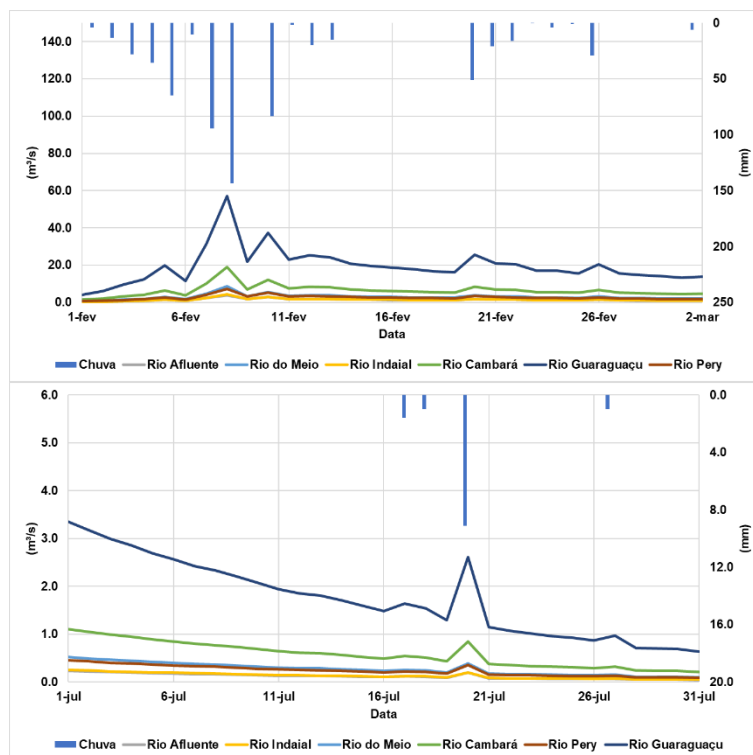 140.0
120.0
100.0
80.0
60.0
40.0
20.0
0.0
(m³/s)
0
50
100
150
200
250
(mm)
1-fev 6-fev 11-fev 16-fev 21-fev 26-fev 2-mar
Data
Chuva Rio Afluente Rio do Meio Rio Indaial Rio Cambará Rio Guaraguaçu Rio Pery
6.0
5.0
4.0
3.0
2.0
1.0
0.0
(m³/s)
0.0
4.0
8.0
12.0
16.0
20.0
(mm)
1-jul 6-jul 11-jul 16-jul 21-jul 26-jul 31-jul
Data
Chuva Rio Afluente Rio Indaial Rio do Meio Rio Cambará Rio Pery Rio Guaraguaçu